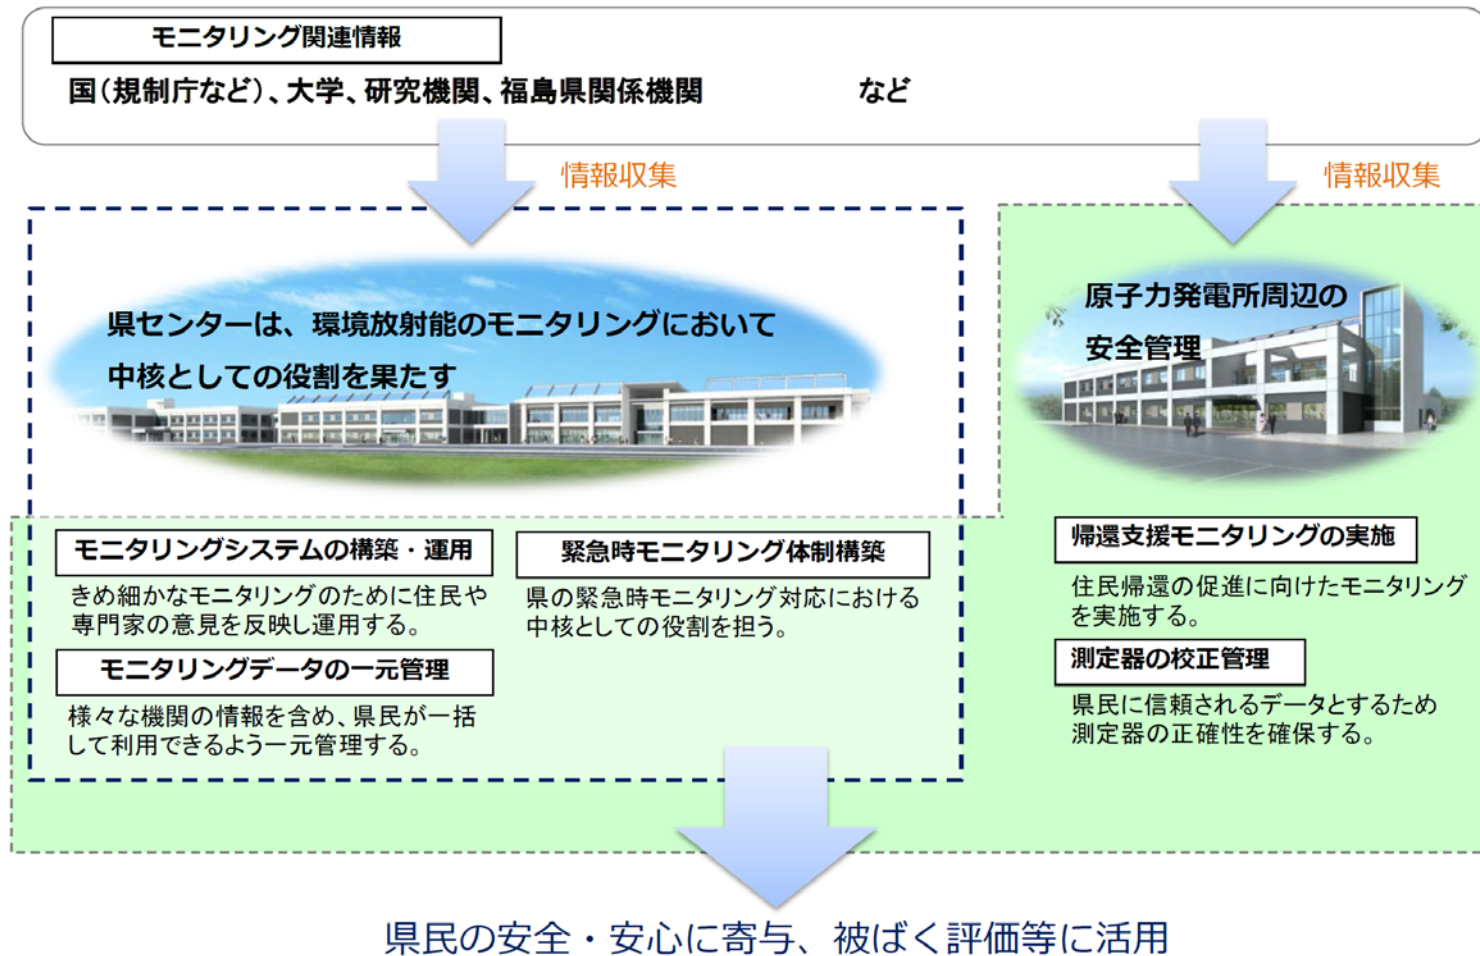 モニタリング関連情報
国（規制庁など）、大学、研究機関、福島県関係機関　　　　　など
情報収集
情報収集
県センターは、環境放射能のモニタリングにおいて
中核としての役割を果たす
原子力発電所周辺の
安全管理
モニタリングシステムの構築・運用
きめ細かなモニタリングのために住民や
専門家の意見を反映し運用する。
モニタリングデータの一元管理
様々な機関の情報を含め、県民が一括
して利用できるよう一元管理する。
緊急時モニタリング体制構築
県の緊急時モニタリング対応における
中核としての役割を担う。
帰還支援モニタリングの実施
住民帰還の促進に向けたモニタリング
を実施する。
測定器の校正管理
県民に信頼されるデータとするため
測定器の正確性を確保する。
県民の安全・安心に寄与、被ばく評価等に活用